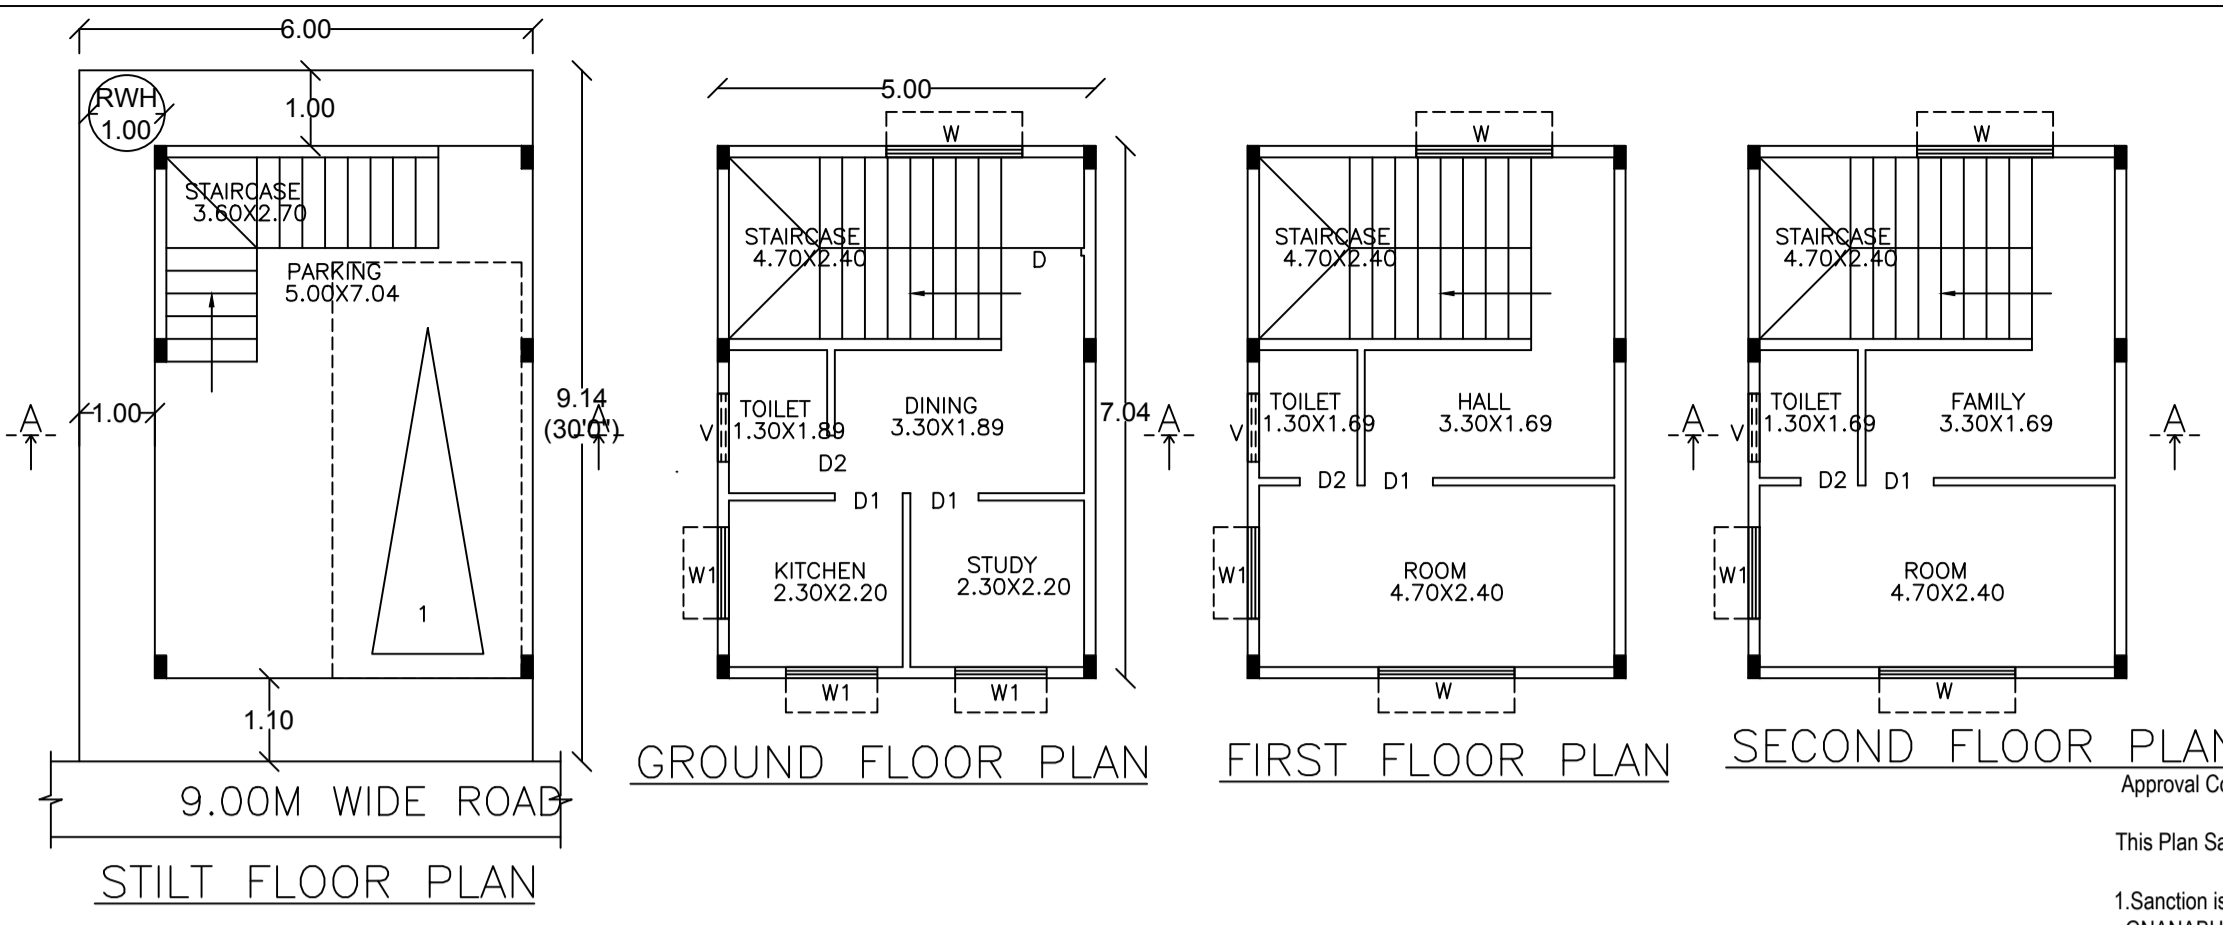 6.00
RWH
1.00
1.00
STAIRCASE
3.60X2.70
PARKING
5.00X7.04
1.00
9.14
(30'0")
A
A
1
1.10
9.00M WIDE ROAD
STILT FLOOR PLAN
5.00
W
STAIRCASE
4.70X2.40
D
TOILET
1.30X1.89
DINING
3.30X1.89
7.04
V
D2
D1
D1
KITCHEN
2.30X2.20
STUDY
2.30X2.20
W1
W1
W1
GROUND FLOOR PLAN
W
STAIRCASE
4.70X2.40
A
V
TOILET
1.30X1.69
HALL
3.30X1.69
D2
D1
W1
ROOM
4.70X2.40
W
FIRST FLOOR PLAN
W
STAIRCASE
4.70X2.40
A
V
TOILET
1.30X1.69
FAMILY
3.30X1.69
A
D2
D1
W1
ROOM
4.70X2.40
W
SECOND FLOOR PLAN
Approval Co
This Plan Sa
1.Sanction is